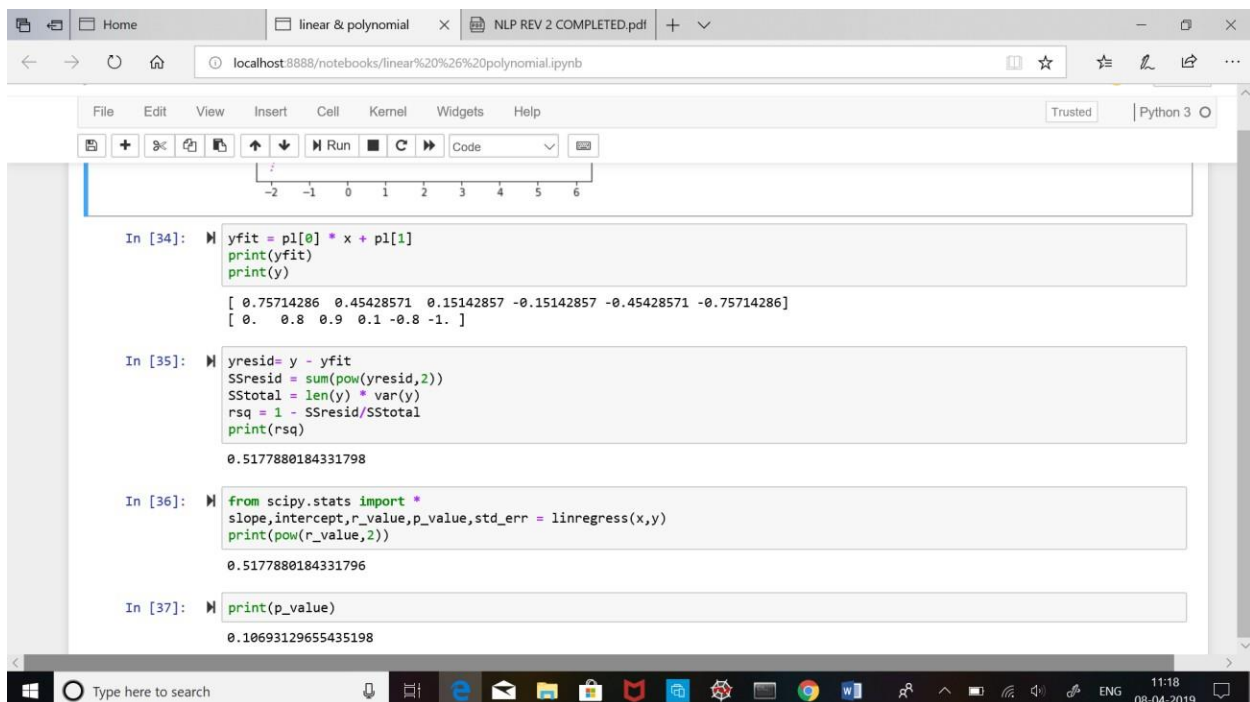 Home
linear & polynomial
NLP REV 2 COMPLETED.pdf
localhost:8888/notebooks/linear%20%26%20polynomial.ipynb
File Edit View Insert Cell Kernel Widgets Help
Trusted
Python 3
Run
Code
-2 -1 0 1 2 3 4 5 6
In [34]:
yfit = pl[0] * x + pl[1]
print(yfit)
print(y)
[ 0.75714286 0.45428571 0.15142857 -0.15142857 -0.45428571 -0.75714286]
[ 0. 0.8 0.9 0.1 -0.8 -1. ]
In [35]:
yresid= y - yfit
SSresid = sum(pow(yresid,2))
SStotal = len(y) * var(y)
rsq = 1 - SSresid/SStotal
print(rsq)
0.5177880184331798
In [36]:
from scipy.stats import *
slope,intercept,r_value,p_value,std_err = linregress(x,y)
print(pow(r_value,2))
0.5177880184331796
In [37]:
print(p_value)
0.10693129655435198
Type here to search
ENG
11:18
08-04-2019